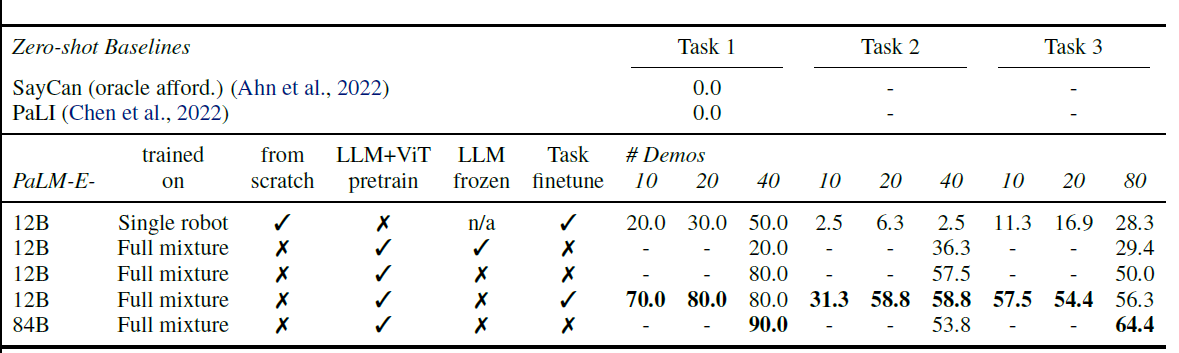 Zero-shot Baselines Task 1 Task 2 Task 3
SayCan (oracle afford.) (Ahn et al., 2022) 0.0 - -
PaLI (Chen et al., 2022) 0.0 - -
trained from LLM+ViT LLM Task # Demos
PaLM-E- on scratch pretrain frozen finetune 10 20 40 10 20 40 10 20 80
12B Single robot ✓ ✗ n/a ✓ 20.0 30.0 50.0 2.5 6.3 2.5 11.3 16.9 28.3
12B Full mixture ✗ ✓ ✓ ✗ - - 20.0 - - 36.3 - - 29.4
12B Full mixture ✗ ✓ ✗ ✗ - - 80.0 - - 57.5 - - 50.0
12B Full mixture ✗ ✓ ✗ ✓ 70.0 80.0 80.0 31.3 58.8 58.8 57.5 54.4 56.3
84B Full mixture ✗ ✓ ✗ ✗ - - 90.0 - - 53.8 - - 64.4